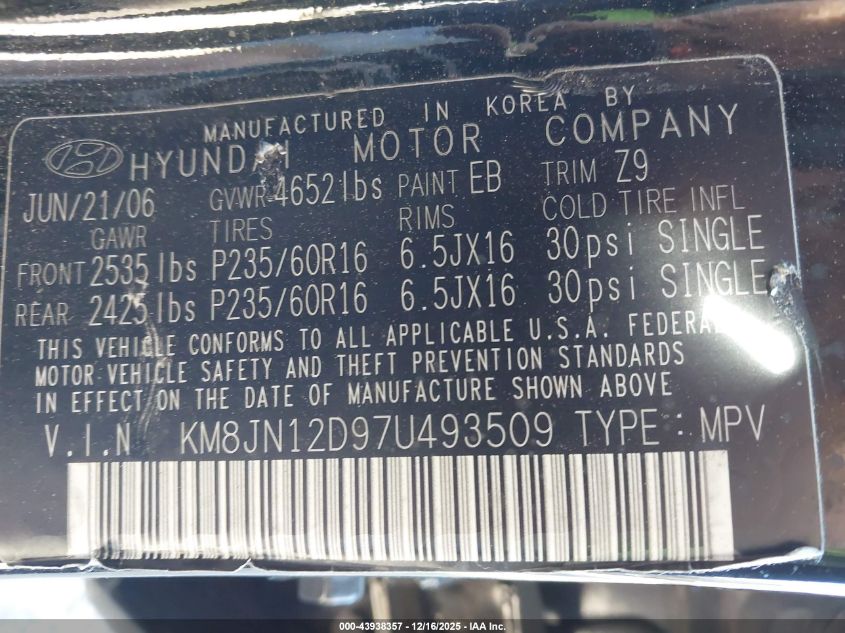 MANUFACTURED IN KOREA BY
HYUNDAI MOTOR COMPANY
JUN/21/06 GVWR 4652lbs PAINT EB TRIM Z9
GAWR TIRES RIMS COLD TIRE INFL
FRONT 2535lbs P235/60R16 6.5JX16 30psi SINGLE
REAR 2425lbs P235/60R16 6.5JX16 30psi SINGLE
THIS VEHICLE CONFORMS TO ALL APPLICABLE U.S.A. FEDERAL
MOTOR-VEHICLE SAFETY AND THEFT PREVENTION STANDARDS
IN EFFECT ON THE DATE OF MANUFACTURE SHOWN ABOVE
V.I.N KM8JN12D97U493509 TYPE : MPV
000-43938357 - 12/16/2025 - IAA Inc.